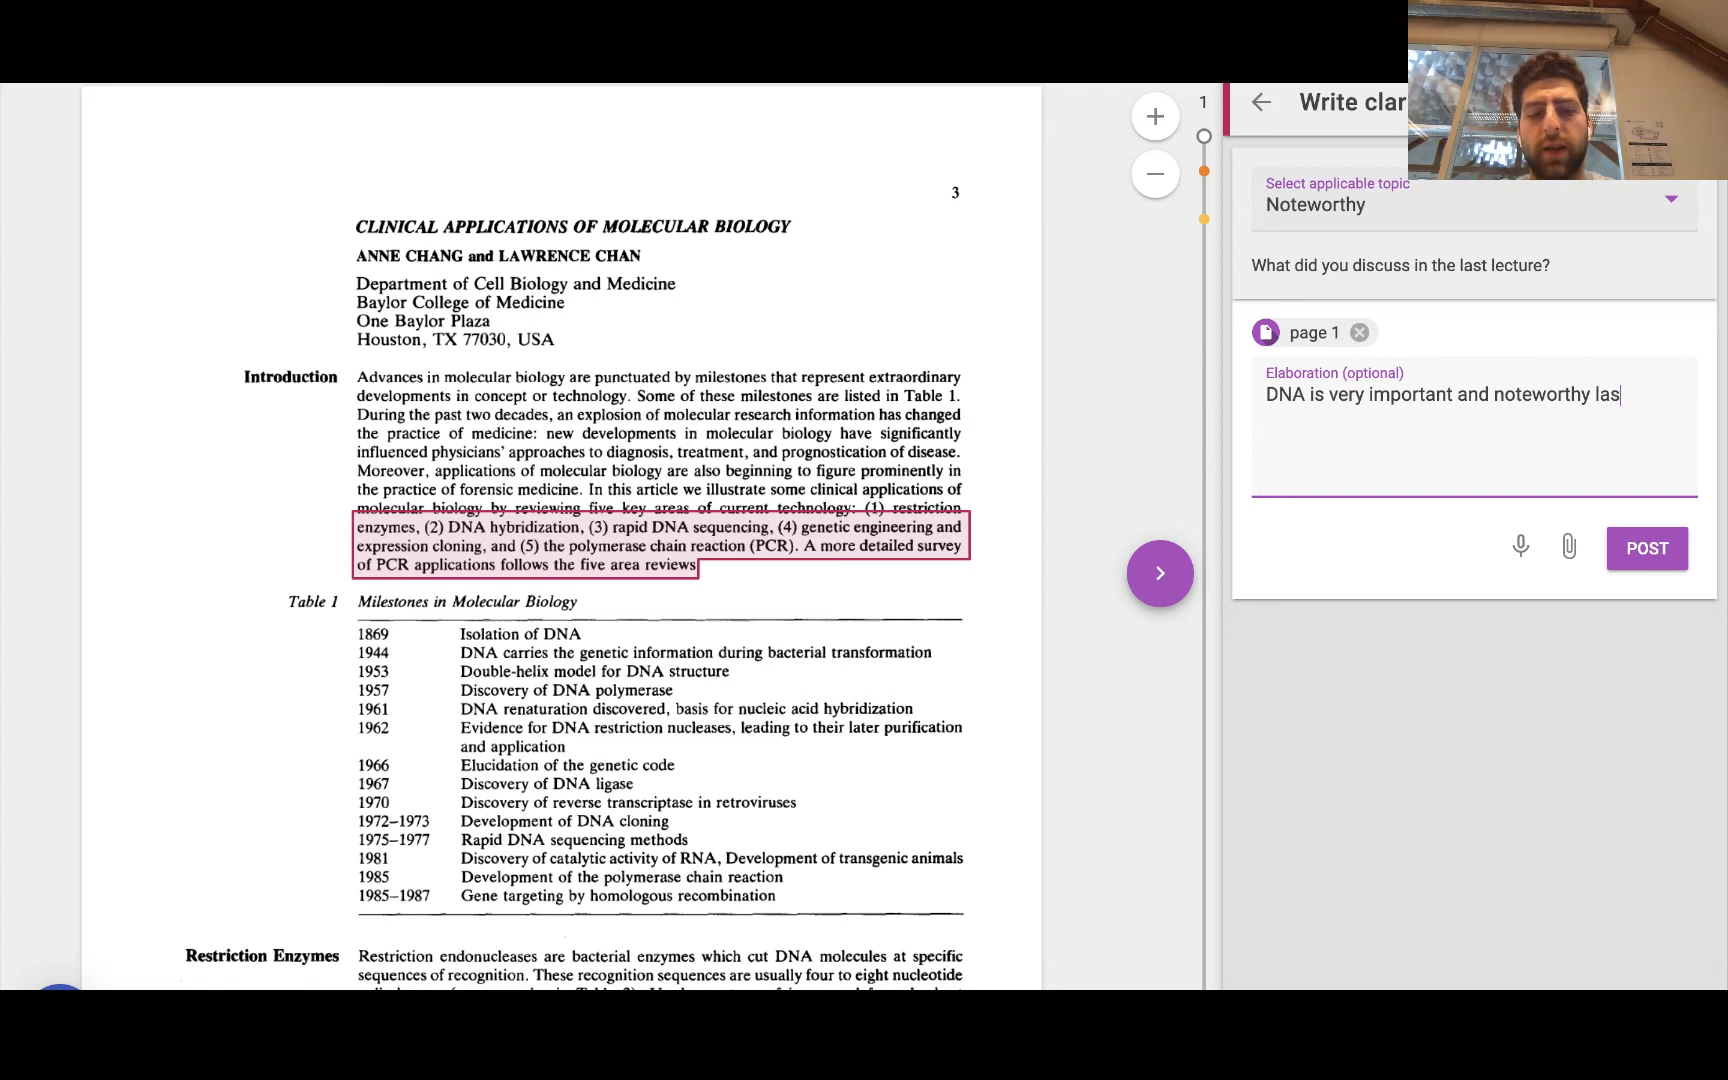 3
CLINICAL APPLICATIONS OF MOLECULAR BIOLOGY
ANNE CHANG and LAWRENCE CHAN
Department of Cell Biology and Medicine
Baylor College of Medicine
One Baylor Plaza
Houston, TX 77030, USA
Introduction Advances in molecular biology are punctuated by milestones that represent extraordinary
developments in concept or technology. Some of these milestones are listed in Table 1.
During the past two decades, an explosion of molecular research information has changed
the practice of medicine: new developments in molecular biology have significantly
influenced physicians' approaches to diagnosis, treatment, and prognostication of disease.
Moreover, applications of molecular biology are also beginning to figure prominently in
the practice of forensic medicine. In this article we illustrate some clinical applications of
molecular biology by reviewing five key areas of current technology: (1) restriction
enzymes, (2) DNA hybridization, (3) rapid DNA sequencing, (4) genetic engineering and
expression cloning, and (5) the polymerase chain reaction (PCR). A more detailed survey
of PCR applications follows the five area reviews
Table 1 Milestones in Molecular Biology
1869 Isolation of DNA
1944 DNA carries the genetic information during bacterial transformation
1953 Double-helix model for DNA structure
1957 Discovery of DNA polymerase
1961 DNA renaturation discovered, basis for nucleic acid hybridization
1962 Evidence for DNA restriction nucleases, leading to their later purification
and application
1966 Elucidation of the genetic code
1967 Discovery of DNA ligase
1970 Discovery of reverse transcriptase in retroviruses
1972–1973 Development of DNA cloning
1975–1977 Rapid DNA sequencing methods
1981 Discovery of catalytic activity of RNA, Development of transgenic animals
1985 Development of the polymerase chain reaction
1985–1987 Gene targeting by homologous recombination
Restriction Enzymes Restriction endonucleases are bacterial enzymes which cut DNA molecules at specific
sequences of recognition. These recognition sequences are usually four to eight nucleotide
1
Write clar
Select applicable topic
Noteworthy
What did you discuss in the last lecture?
page 1
Elaboration (optional)
DNA is very important and noteworthy las
POST